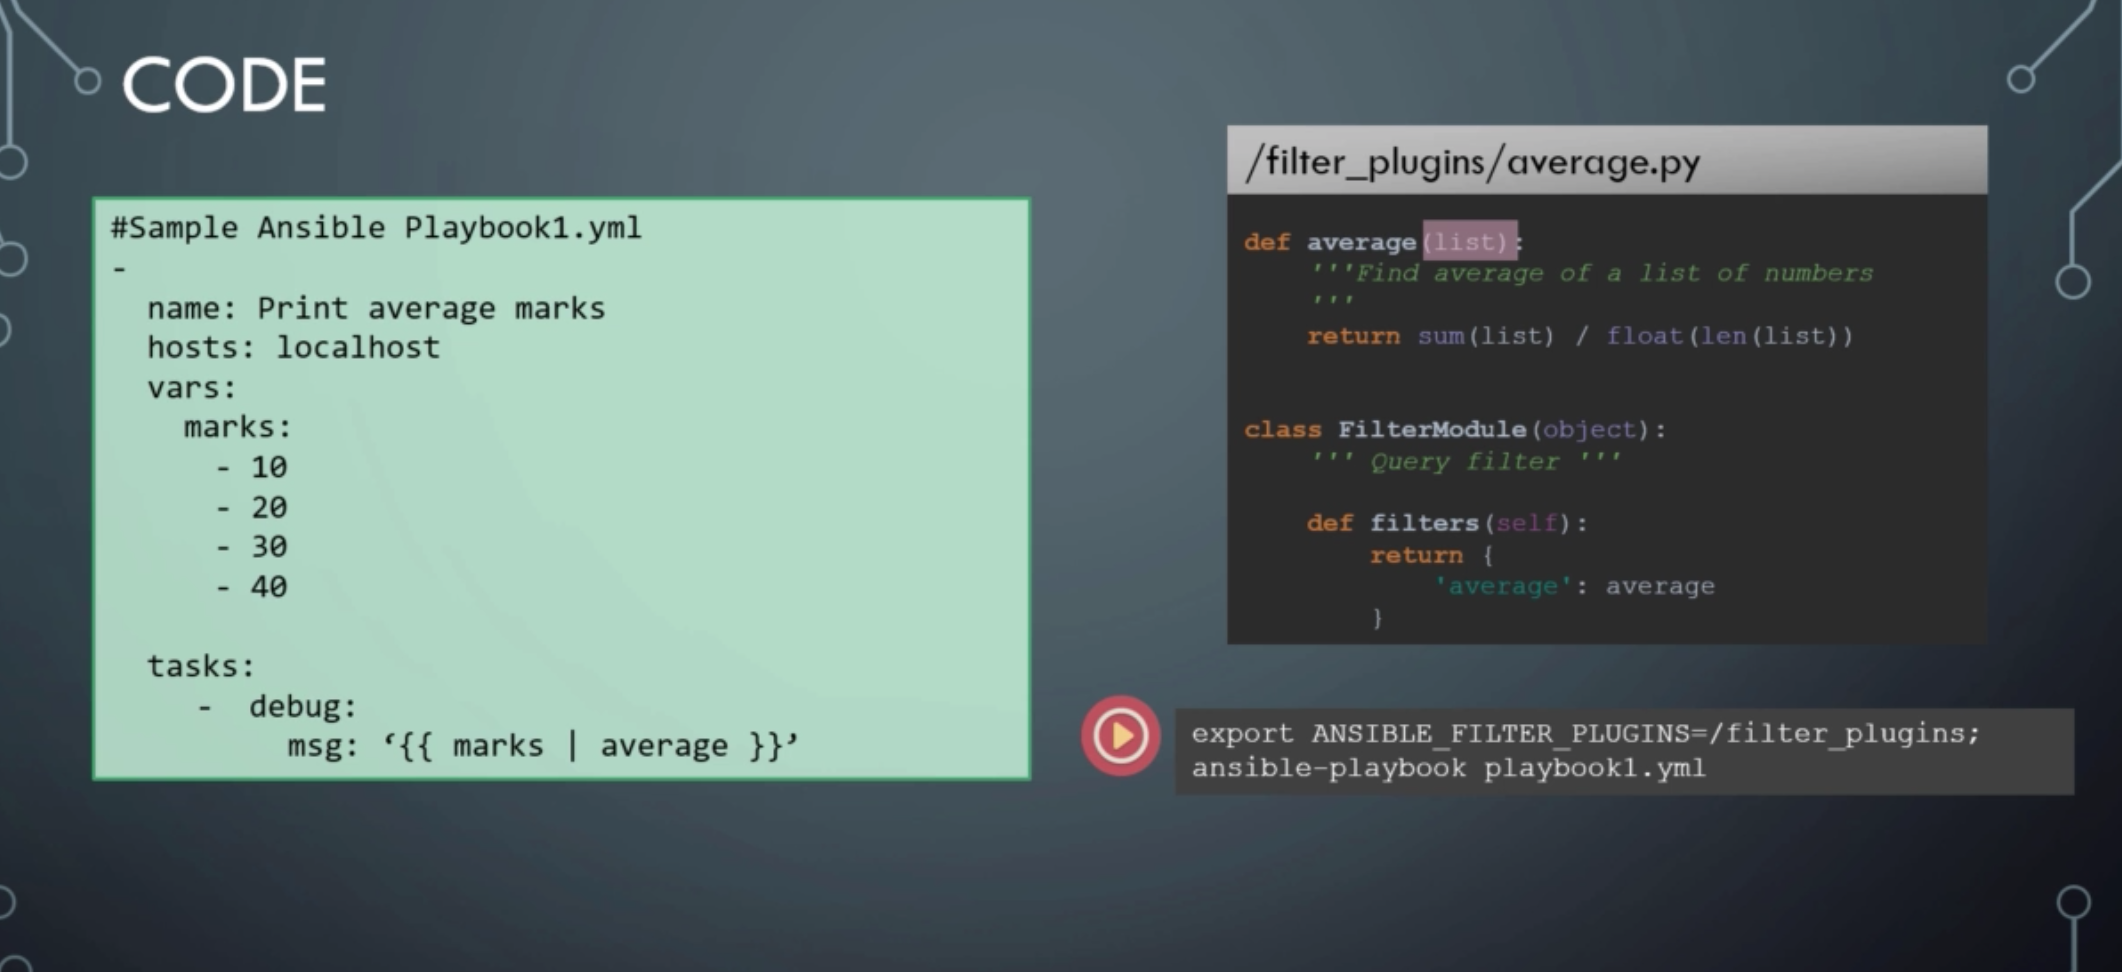 CODE
#Sample Ansible Playbook1.yml
-
  name: Print average marks
  hosts: localhost
  vars:
    marks:
      - 10
      - 20
      - 30
      - 40
  tasks:
    -  debug:
         msg: ‘{{ marks | average }}’
/filter_plugins/average.py
def average(list):
    '''Find average of a list of numbers
    '''
    return sum(list) / float(len(list))
class FilterModule(object):
    ''' Query filter '''
    def filters(self):
        return {
            'average': average
        }
export ANSIBLE_FILTER_PLUGINS=/filter_plugins;
ansible-playbook playbook1.yml